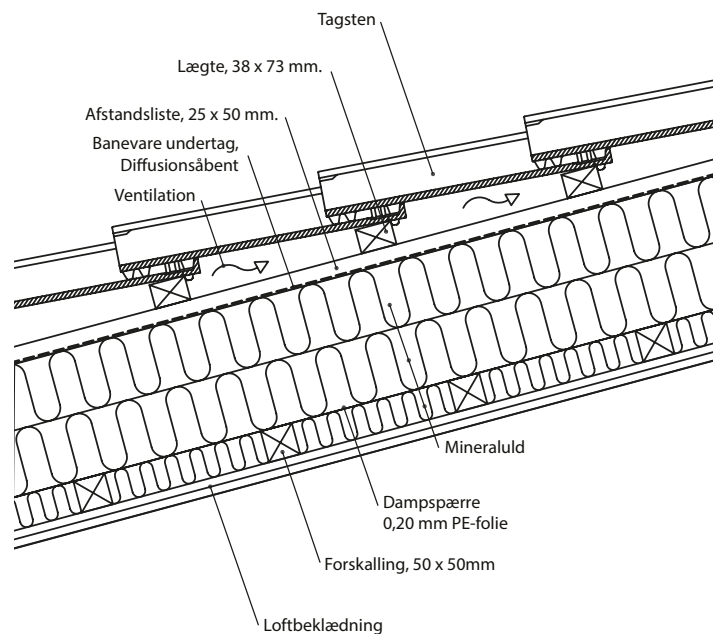 Tagsten
Lægte, 38 x 73 mm.
Afstandsliste, 25 x 50 mm.
Banevare undertag,
Diffusionsåbent
Ventilation
Mineraluld
Dampspærre
0,20 mm PE-folie
Forskalling, 50 x 50mm
Loftbeklædning